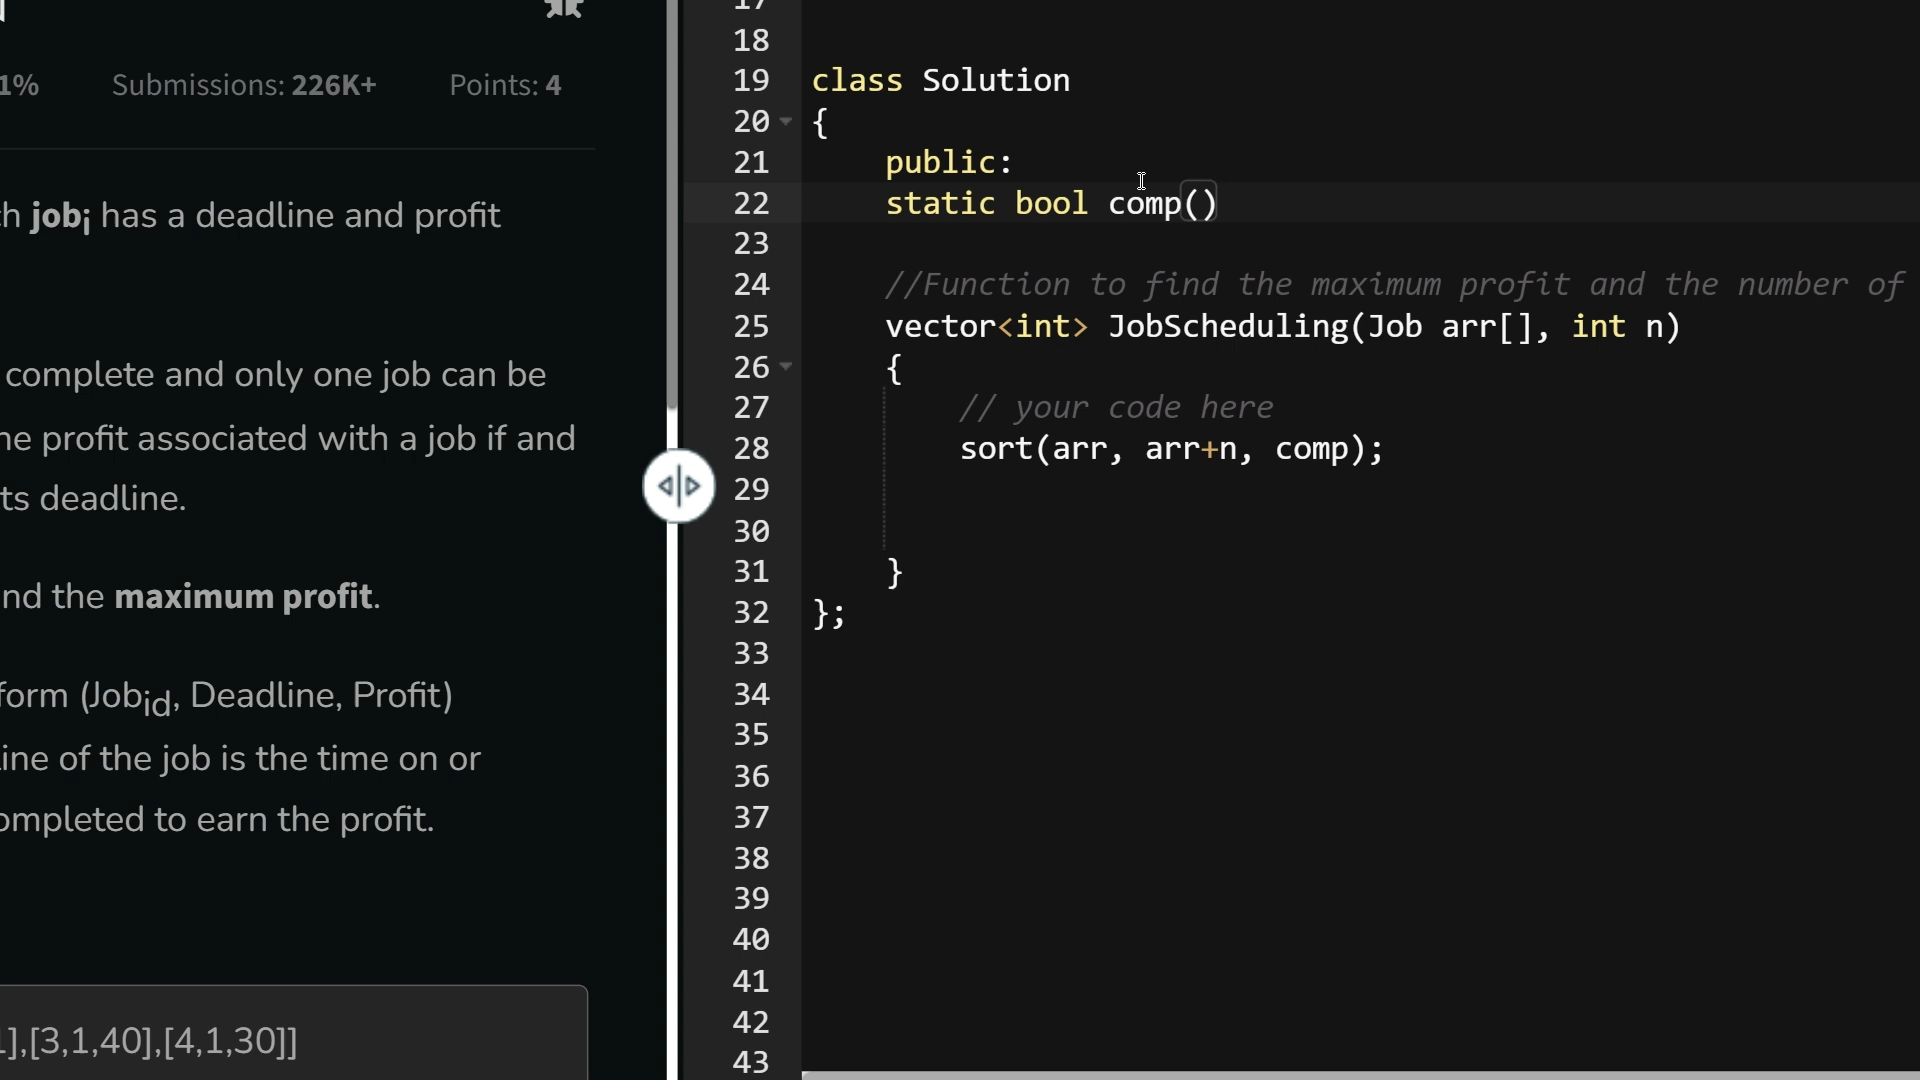 1%
Submissions: 226K+
Points: 4
ch jobi has a deadline and profit
complete and only one job can be
he profit associated with a job if and
ts deadline.
nd the maximum profit.
form (Jobid, Deadline, Profit)
line of the job is the time on or
ompleted to earn the profit.
1],[3,1,40],[4,1,30]]
17
18
19 class Solution
20 {
21 public:
22 static bool comp()
23
24 //Function to find the maximum profit and the number of
25 vector<int> JobScheduling(Job arr[], int n)
26 {
27 // your code here
28 sort(arr, arr+n, comp);
29
30
31 }
32 };
33
34
35
36
37
38
39
40
41
42
43